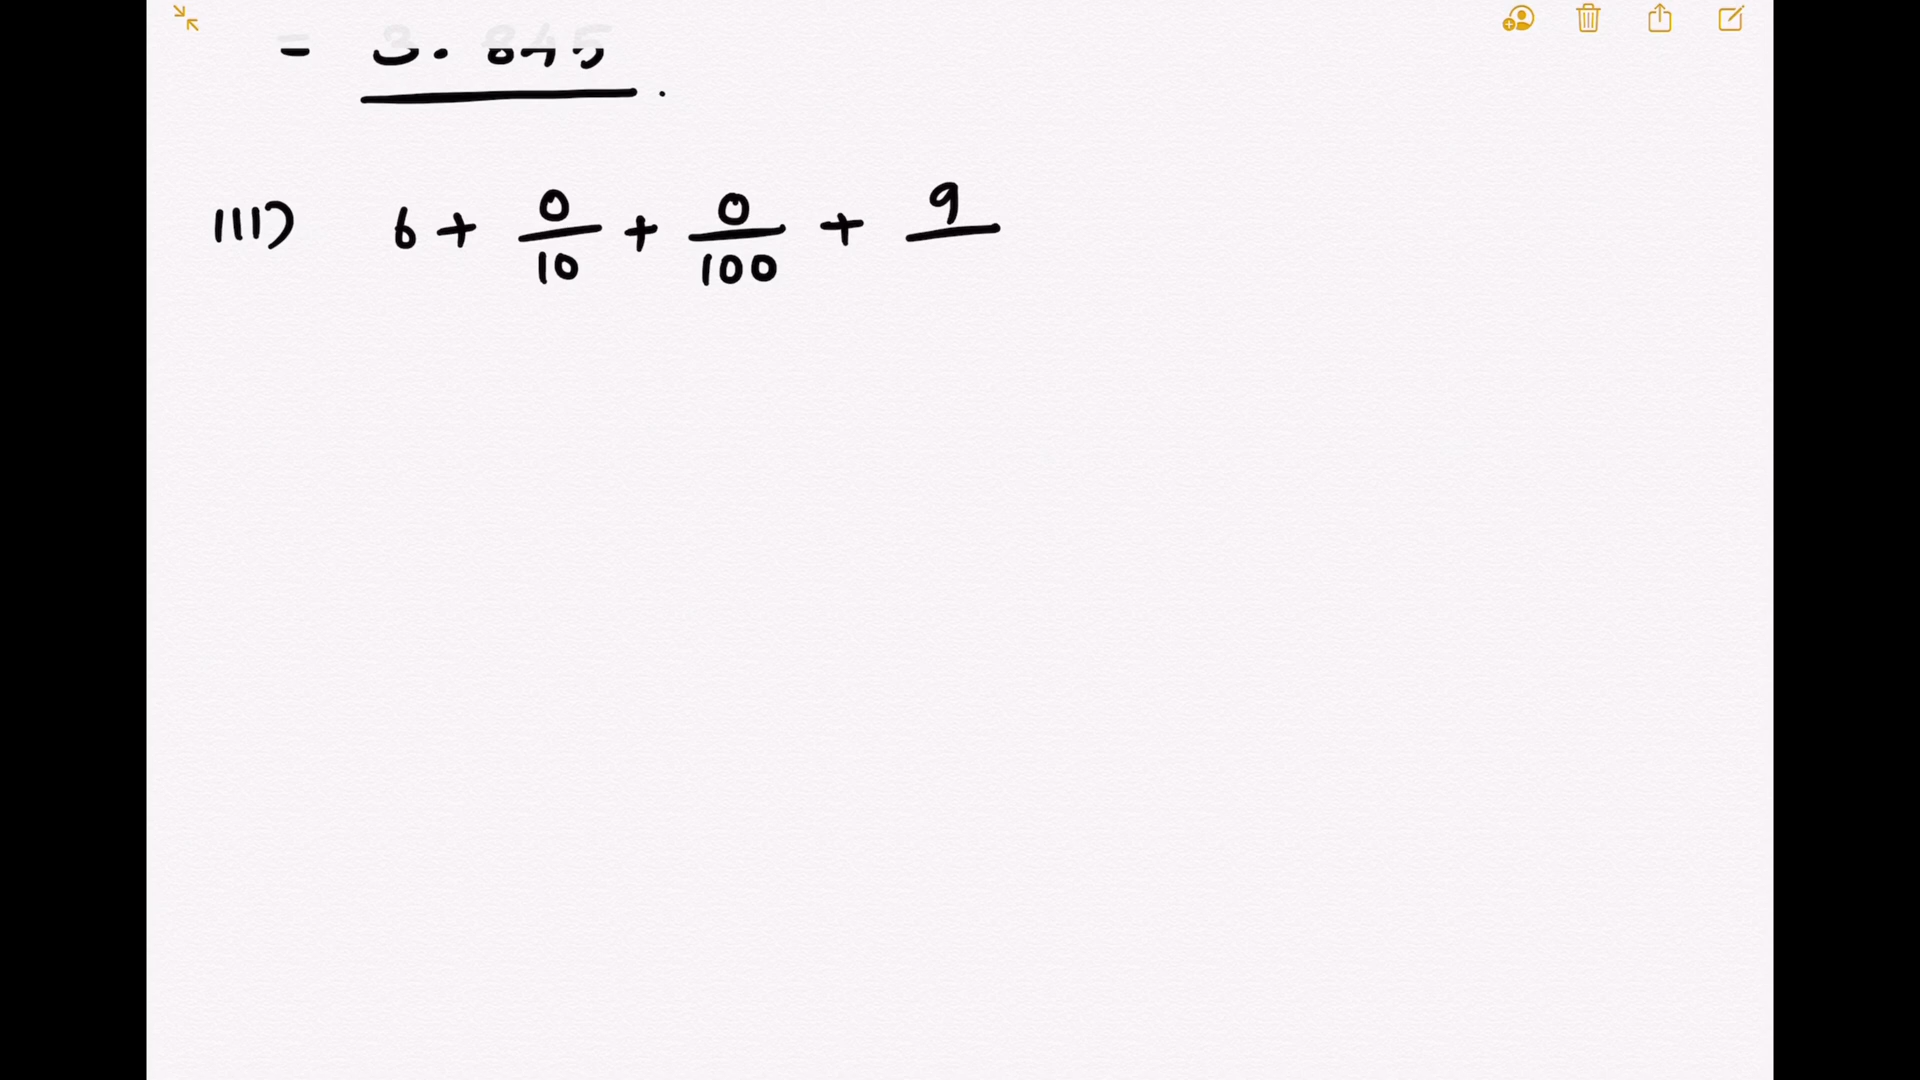 = 3.845.
III) 6 + 0/10 + 0/100 + 9/